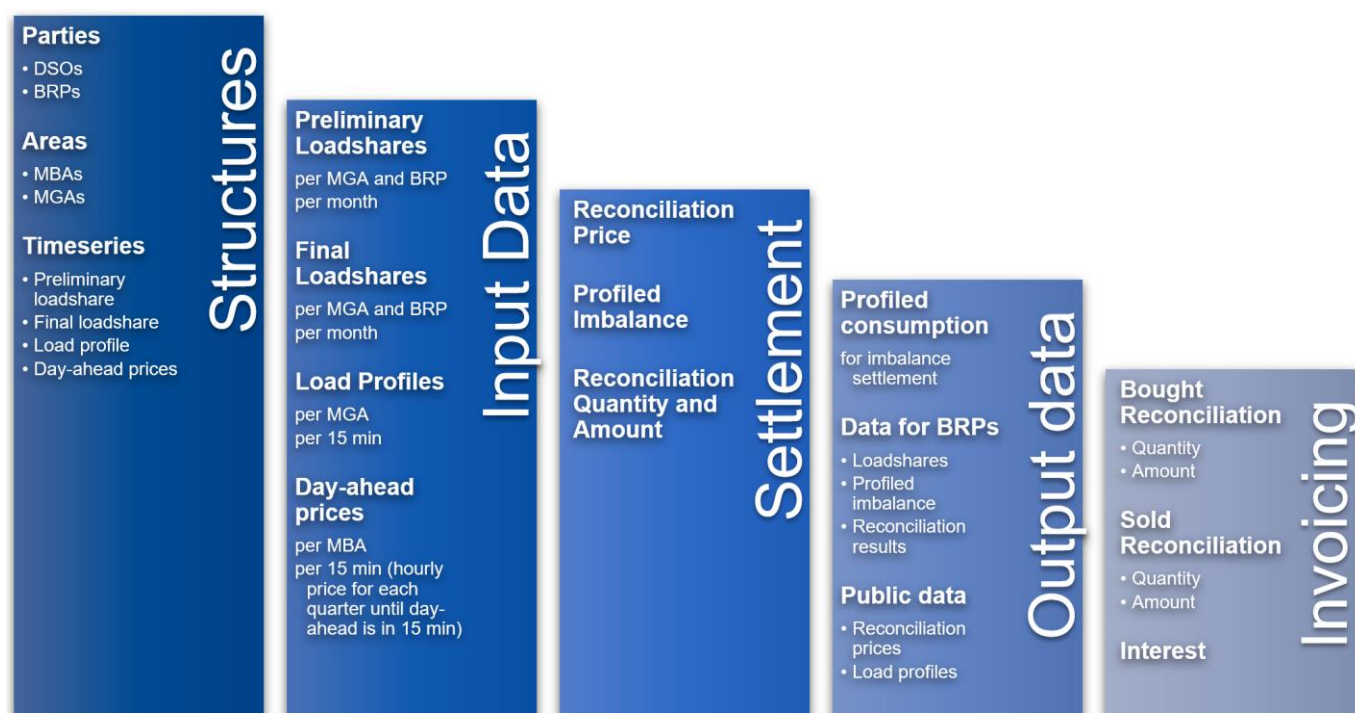 Structures
Parties
• DSOs
• BRPs
Areas
• MBAs
• MGAs
Timeseries
• Preliminary
loadshare
• Final loadshare
• Load profile
• Day-ahead prices
Input Data
Preliminary
Loadshares
per MGA and BRP
per month
Final
Loadshares
per MGA and BRP
per month
Load Profiles
per MGA
per 15 min
Day-ahead
prices
per MBA
per 15 min (hourly
price for each
quarter until day-
ahead is in 15 min)
Settlement
Reconciliation
Price
Profiled
Imbalance
Reconciliation
Quantity and
Amount
Output data
Profiled
consumption
for imbalance
settlement
Data for BRPs
• Loadshares
• Profiled
imbalance
• Reconciliation
results
Public data
• Reconciliation
prices
• Load profiles
Invoicing
Bought
Reconciliation
• Quantity
• Amount
Sold
Reconciliation
• Quantity
• Amount
Interest